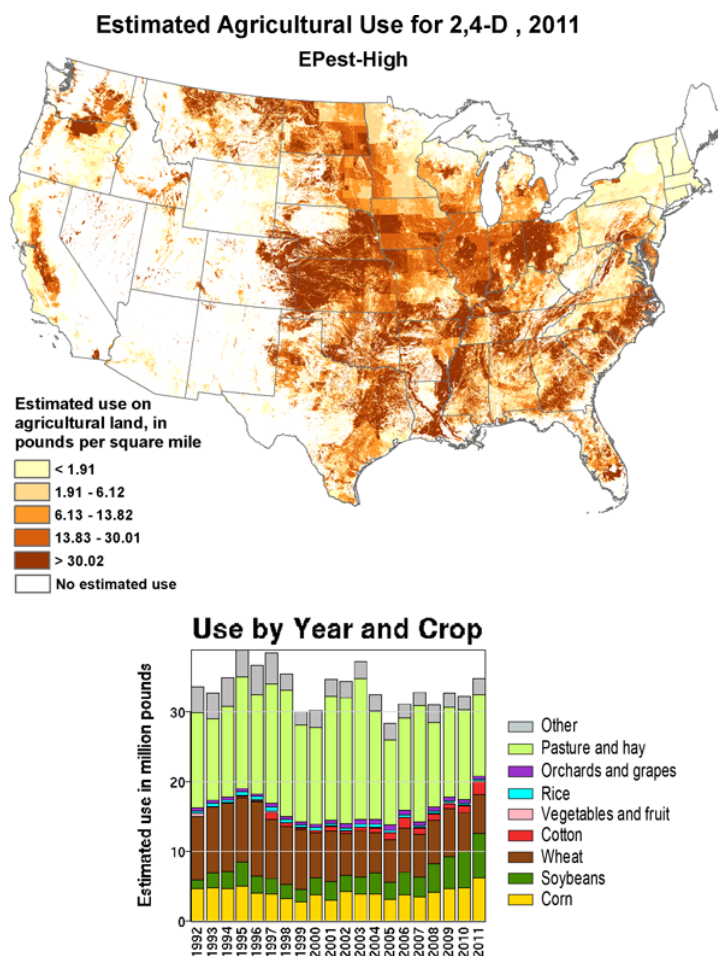 Estimated Agricultural Use for 2,4-D , 2011
EPest-High
Estimated use on
agricultural land, in
pounds per square mile
< 1.91
1.91 - 6.12
6.13 - 13.82
13.83 - 30.01
> 30.02
No estimated use
Use by Year and Crop
Estimated use in million pounds
30
20
10
0
1992
1993
1994
1995
1996
1997
1998
1999
2000
2001
2002
2003
2004
2005
2006
2007
2008
2009
2010
2011
Other
Pasture and hay
Orchards and grapes
Rice
Vegetables and fruit
Cotton
Wheat
Soybeans
Corn